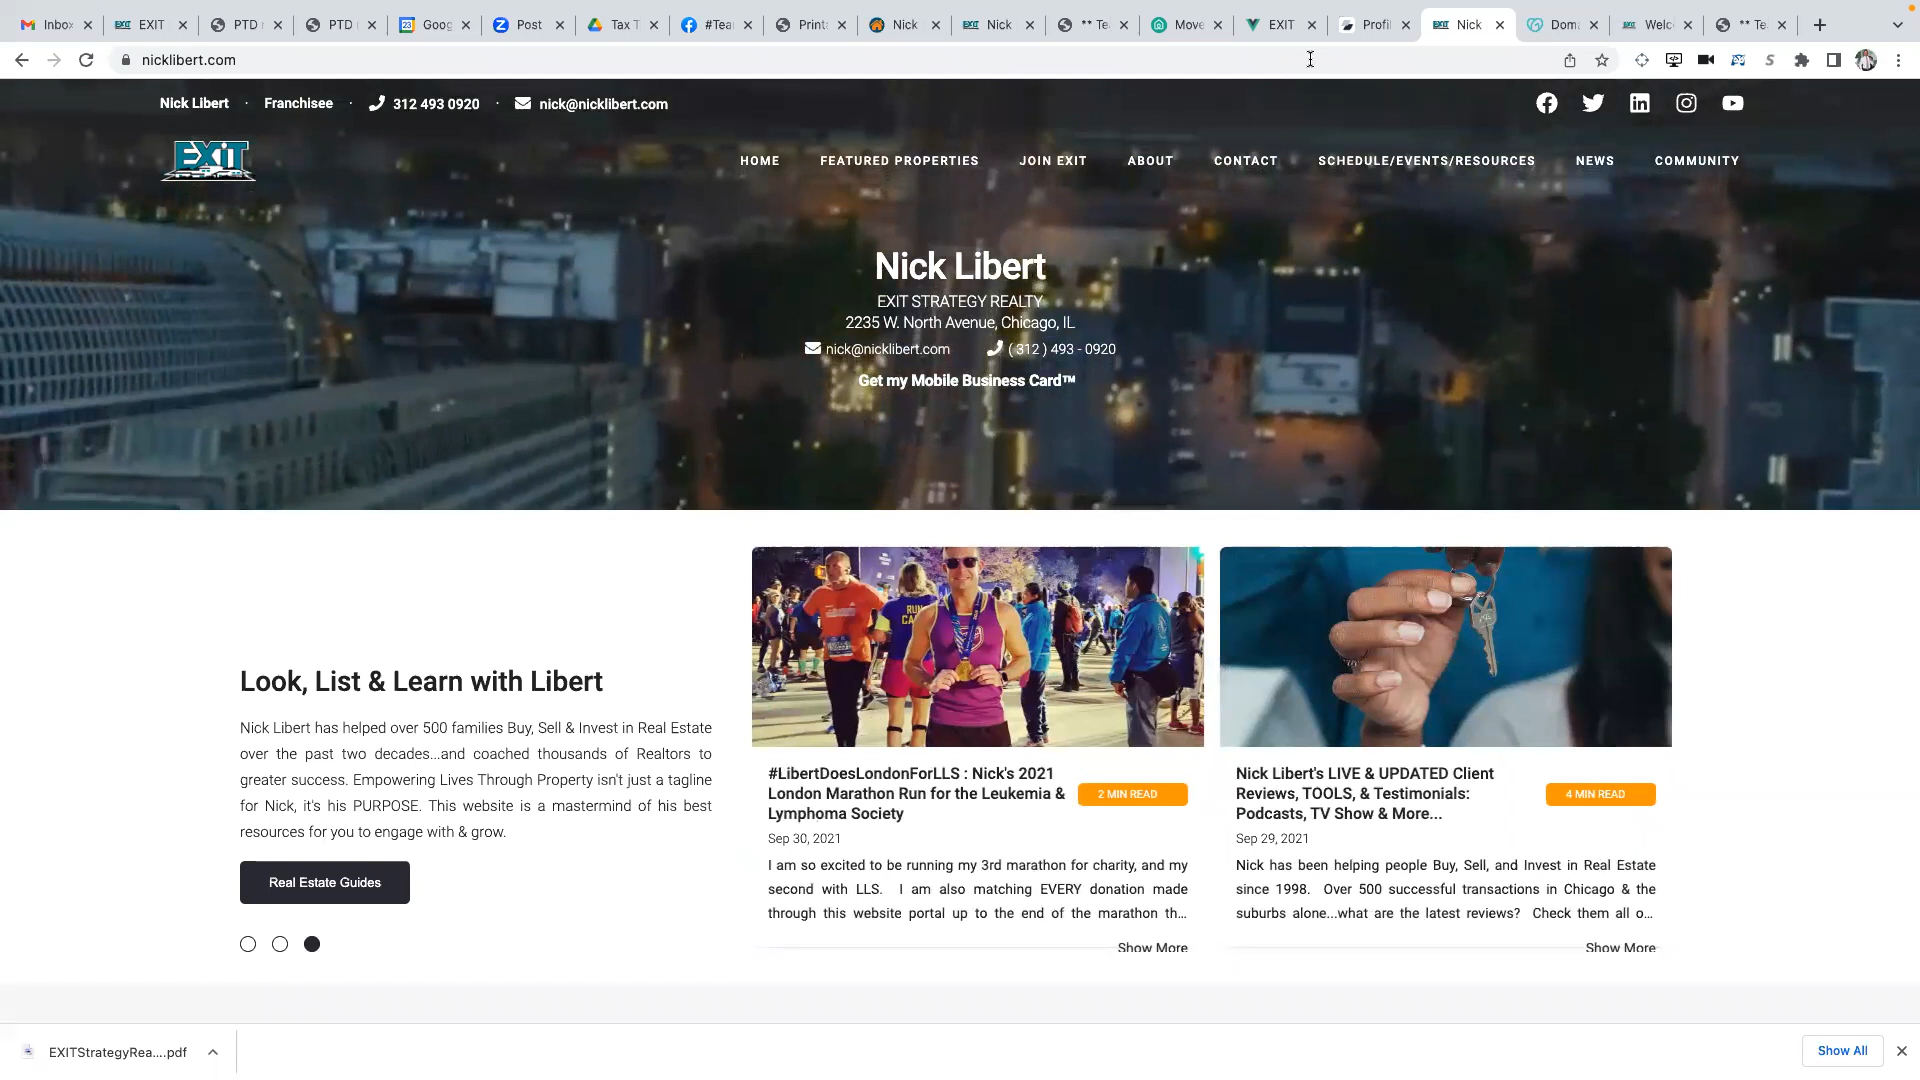 Inbox
EXIT
PTD
PTD
Goog
Post
Tax T
#Tea
Print
Nick
Nick
** Te
Move
EXIT
Profil
Nick
Dom
Welc
** Te
nicklibert.com
Nick Libert · Franchisee · 312 493 0920 · nick@nicklibert.com
EXIT
HOME FEATURED PROPERTIES JOIN EXIT ABOUT CONTACT SCHEDULE/EVENTS/RESOURCES NEWS COMMUNITY
Nick Libert
EXIT STRATEGY REALTY
2235 W. North Avenue, Chicago, IL
nick@nicklibert.com ( 312 ) 493 - 0920
Get my Mobile Business Card™
Look, List & Learn with Libert
Nick Libert has helped over 500 families Buy, Sell & Invest in Real Estate
over the past two decades...and coached thousands of Realtors to
greater success. Empowering Lives Through Property isn't just a tagline
for Nick, it's his PURPOSE. This website is a mastermind of his best
resources for you to engage with & grow.
Real Estate Guides
#LibertDoesLondonForLLS : Nick's 2021
London Marathon Run for the Leukemia &
Lymphoma Society
2 MIN READ
Sep 30, 2021
I am so excited to be running my 3rd marathon for charity, and my
second with LLS. I am also matching EVERY donation made
through this website portal up to the end of the marathon th...
Show More
Nick Libert's LIVE & UPDATED Client
Reviews, TOOLS, & Testimonials:
Podcasts, TV Show & More...
4 MIN READ
Sep 29, 2021
Nick has been helping people Buy, Sell, and Invest in Real Estate
since 1998. Over 500 successful transactions in Chicago & the
suburbs alone...what are the latest reviews? Check them all o...
Show More
EXITStrategyRea....pdf
Show All